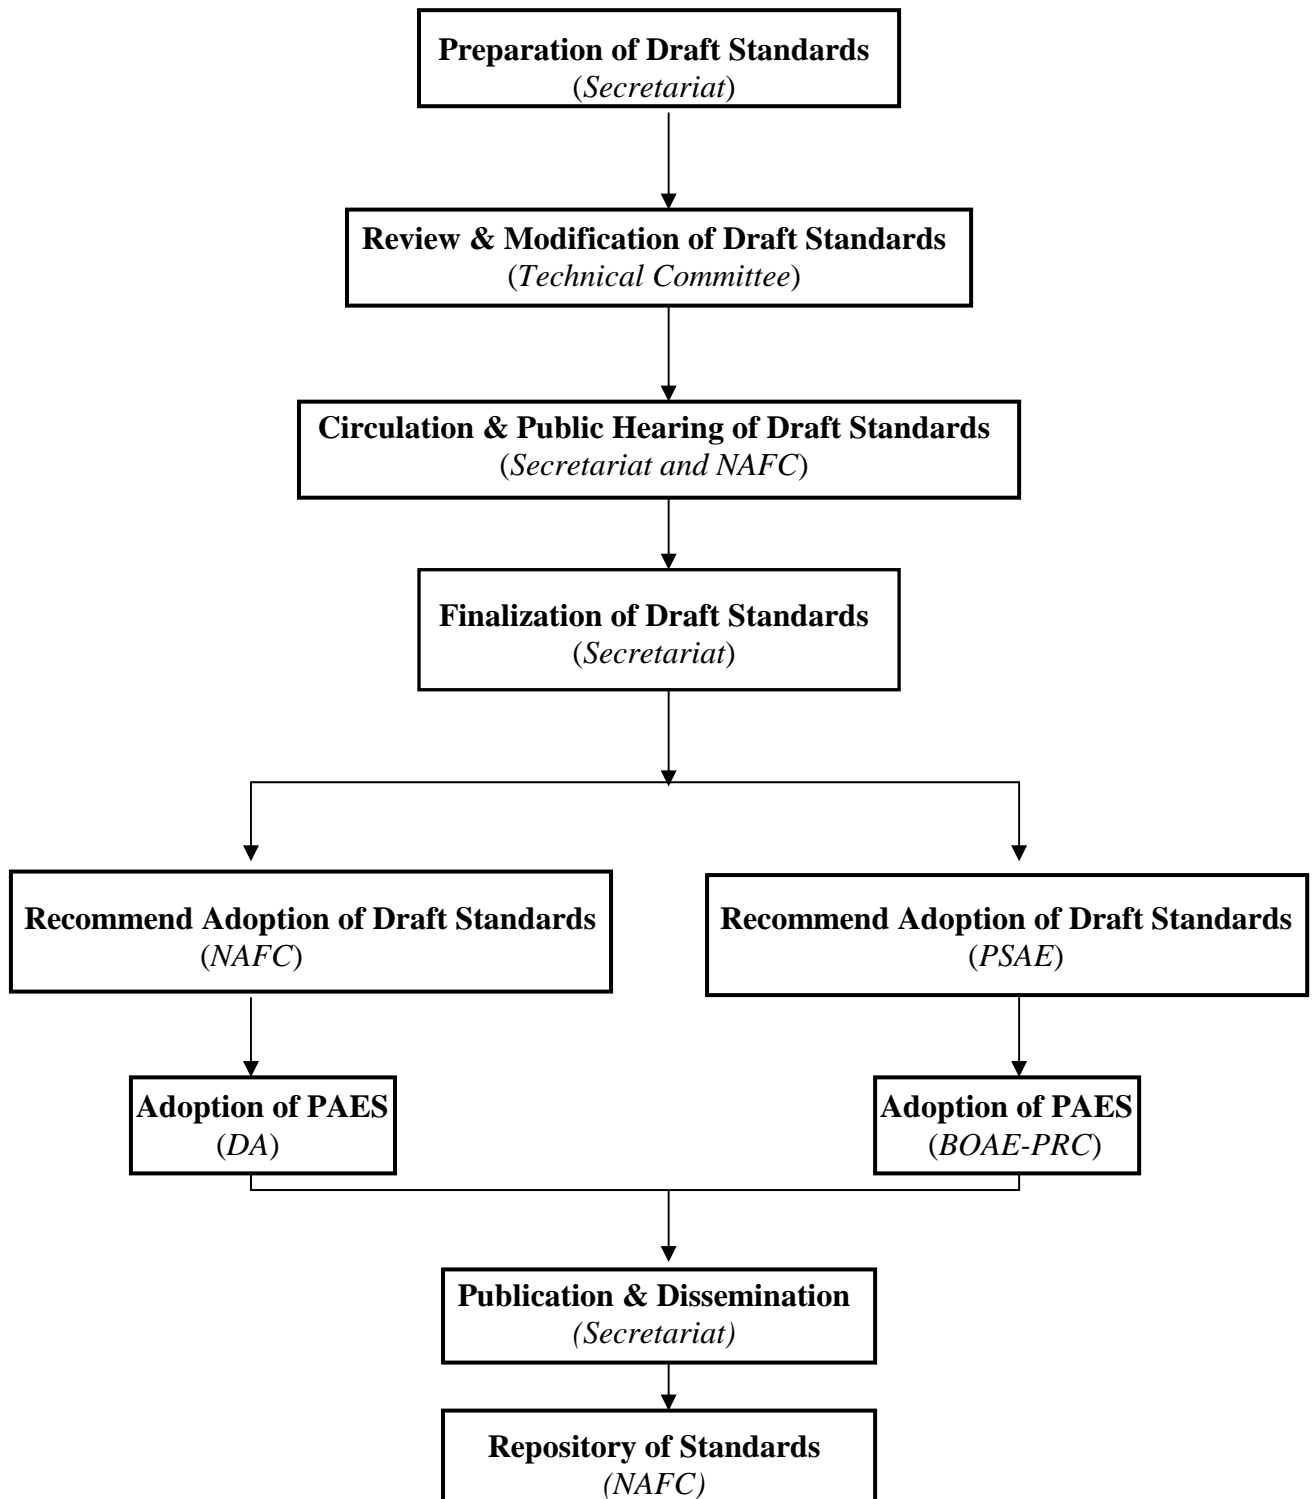 Preparation of Draft Standards
(Secretariat)
Review & Modification of Draft Standards
(Technical Committee)
Circulation & Public Hearing of Draft Standards
(Secretariat and NAFC)
Finalization of Draft Standards
(Secretariat)
Recommend Adoption of Draft Standards
(NAFC)
Recommend Adoption of Draft Standards
(PSAE)
Adoption of PAES
(DA)
Adoption of PAES
(BOAE-PRC)
Publication & Dissemination
(Secretariat)
Repository of Standards
(NAFC)